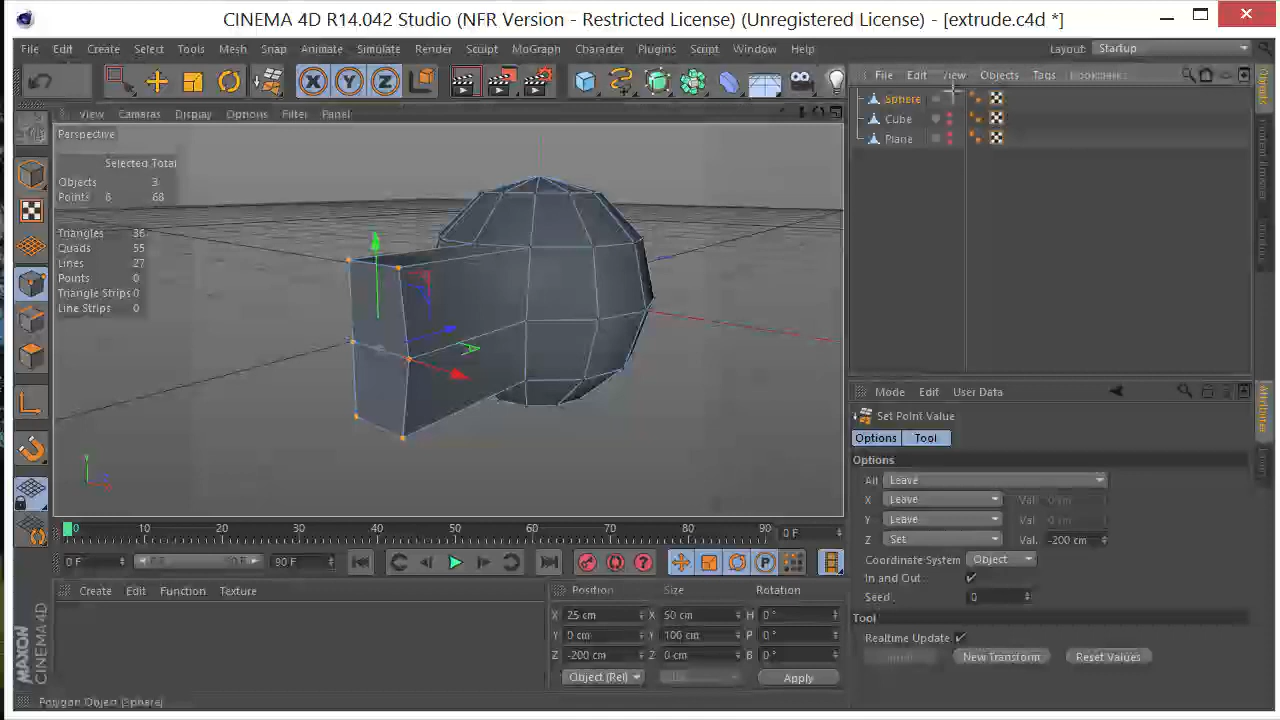 CINEMA 4D R14.042 Studio (NFR Version - Restricted License) (Unregistered License) - [extrude.c4d *]
File Edit Create Select Tools Mesh Snap Animate Simulate Render Sculpt MoGraph Character Plugins Script Window Help Layout: Startup
X Y Z
File Edit View Objects Tags Bookmarks
View Cameras Display Options Filter Panel
Perspective
Sphere
Cube
Plane
Selected Total
Objects 3
Points 6 68
Triangles 36
Quads 55
Lines 27
Points 0
Triangle Strips 0
Line Strips 0
Y
Objects
Attributes
Mode Edit User Data
Set Point Value
Options Tool
Options
All Leave
X Leave Val. 0 cm
Y Leave Val. 0 cm
Z Set Val. -200 cm
Coordinate System Object
In and Out
Seed 0
Tool
Realtime Update
New Transform Reset Values
0 10 20 30 40 50 60 70 80 90 0 F
0 F 0 F 90 F 90 F
P
Create Edit Function Texture
Position Size Rotation
X 25 cm X 50 cm H 0°
Y 0 cm Y 100 cm P 0°
Z -200 cm Z 0 cm B 0°
Object (Rel) Apply
MAXON
CINEMA 4D
Polygon Object [Sphere]